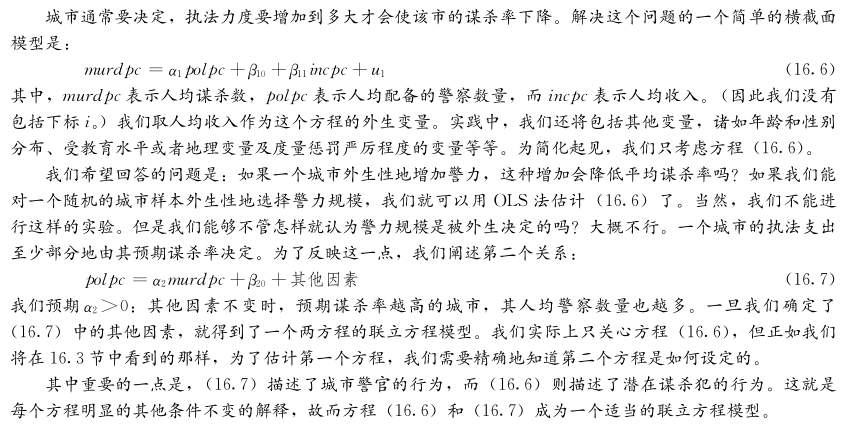 城市通常要决定，执法力度要增加到多大才会使该市的谋杀率下降。解决这个问题的一个简单的横截面
模型是：
murdpc = α₁polpc + β₁₀ + β₁₁incpc + u₁ （16.6）
其中，murdpc 表示人均谋杀数，polpc 表示人均配备的警察数量，而 incpc 表示人均收入。（因此我们没有
包括下标 i。）我们取人均收入作为这个方程的外生变量。实践中，我们还将包括其他变量，诸如年龄和性别
分布、受教育水平或者地理变量及度量惩罚严厉程度的变量等等。为简化起见，我们只考虑方程（16.6）。
我们希望回答的问题是：如果一个城市外生性地增加警力，这种增加会降低平均谋杀率吗？如果我们能
对一个随机的城市样本外生性地选择警力规模，我们就可以用 OLS 法估计（16.6）了。当然，我们不能进
行这样的实验。但是我们能够不管怎样就认为警力规模是被外生决定的吗？大概不行。一个城市的执法支出
至少部分地由其预期谋杀率决定。为了反映这一点，我们阐述第二个关系：
polpc = α₂murdpc + β₂₀ + 其他因素 （16.7）
我们预期 α₂＞0：其他因素不变时，预期谋杀率越高的城市，其人均警察数量也越多。一旦我们确定了
（16.7）中的其他因素，就得到了一个两方程的联立方程模型。我们实际上只关心方程（16.6），但正如我们
将在 16.3 节中看到的那样，为了估计第一个方程，我们需要精确地知道第二个方程是如何设定的。
其中重要的一点是，（16.7）描述了城市警官的行为，而（16.6）则描述了潜在谋杀犯的行为。这就是
每个方程明显的其他条件不变的解释，故而方程（16.6）和（16.7）成为一个适当的联立方程模型。